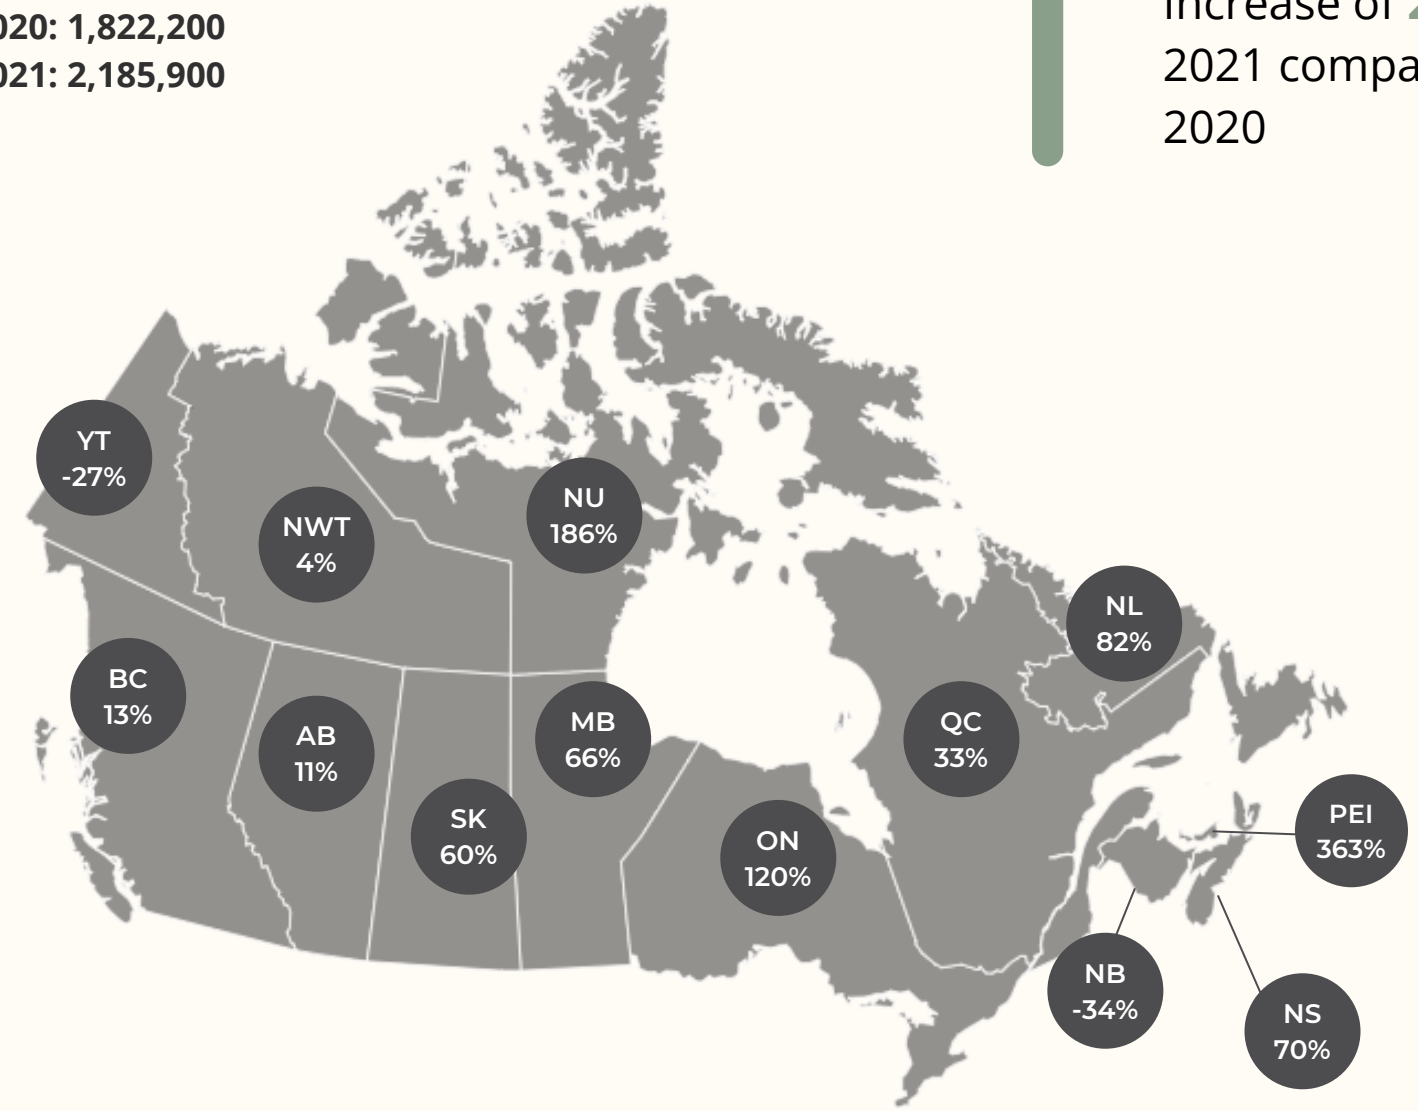 020: 1,822,200
021: 2,185,900
increase of 2
2021 compa
2020
YT
-27%
NWT
4%
NU
186%
NL
82%
BC
13%
AB
11%
MB
66%
QC
33%
SK
60%
ON
120%
PEI
363%
NB
-34%
NS
70%